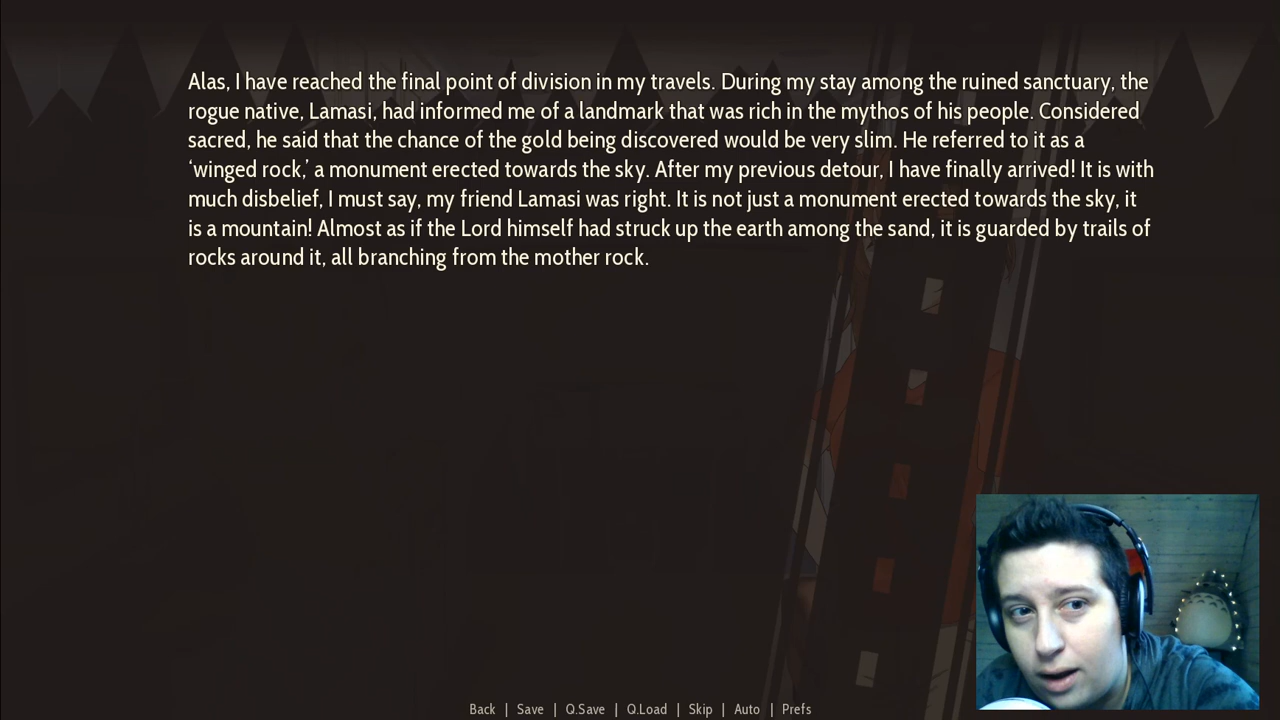 Alas, I have reached the final point of division in my travels. During my stay among the ruined sanctuary, the
rogue native, Lamasi, had informed me of a landmark that was rich in the mythos of his people. Considered
sacred, he said that the chance of the gold being discovered would be very slim. He referred to it as a
‘winged rock,’ a monument erected towards the sky. After my previous detour, I have finally arrived! It is with
much disbelief, I must say, my friend Lamasi was right. It is not just a monument erected towards the sky, it
is a mountain! Almost as if the Lord himself had struck up the earth among the sand, it is guarded by trails of
rocks around it, all branching from the mother rock.
Back | Save | Q.Save | Q.Load | Skip | Auto | Prefs